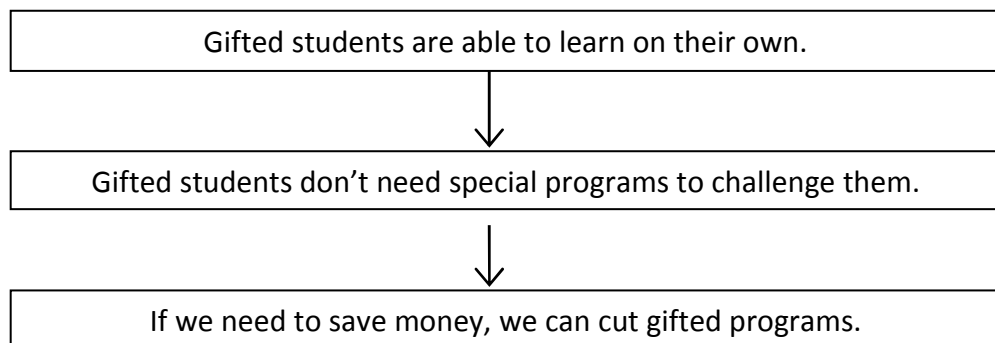 Gifted students are able to learn on their own.
Gifted students don’t need special programs to challenge them.
If we need to save money, we can cut gifted programs.